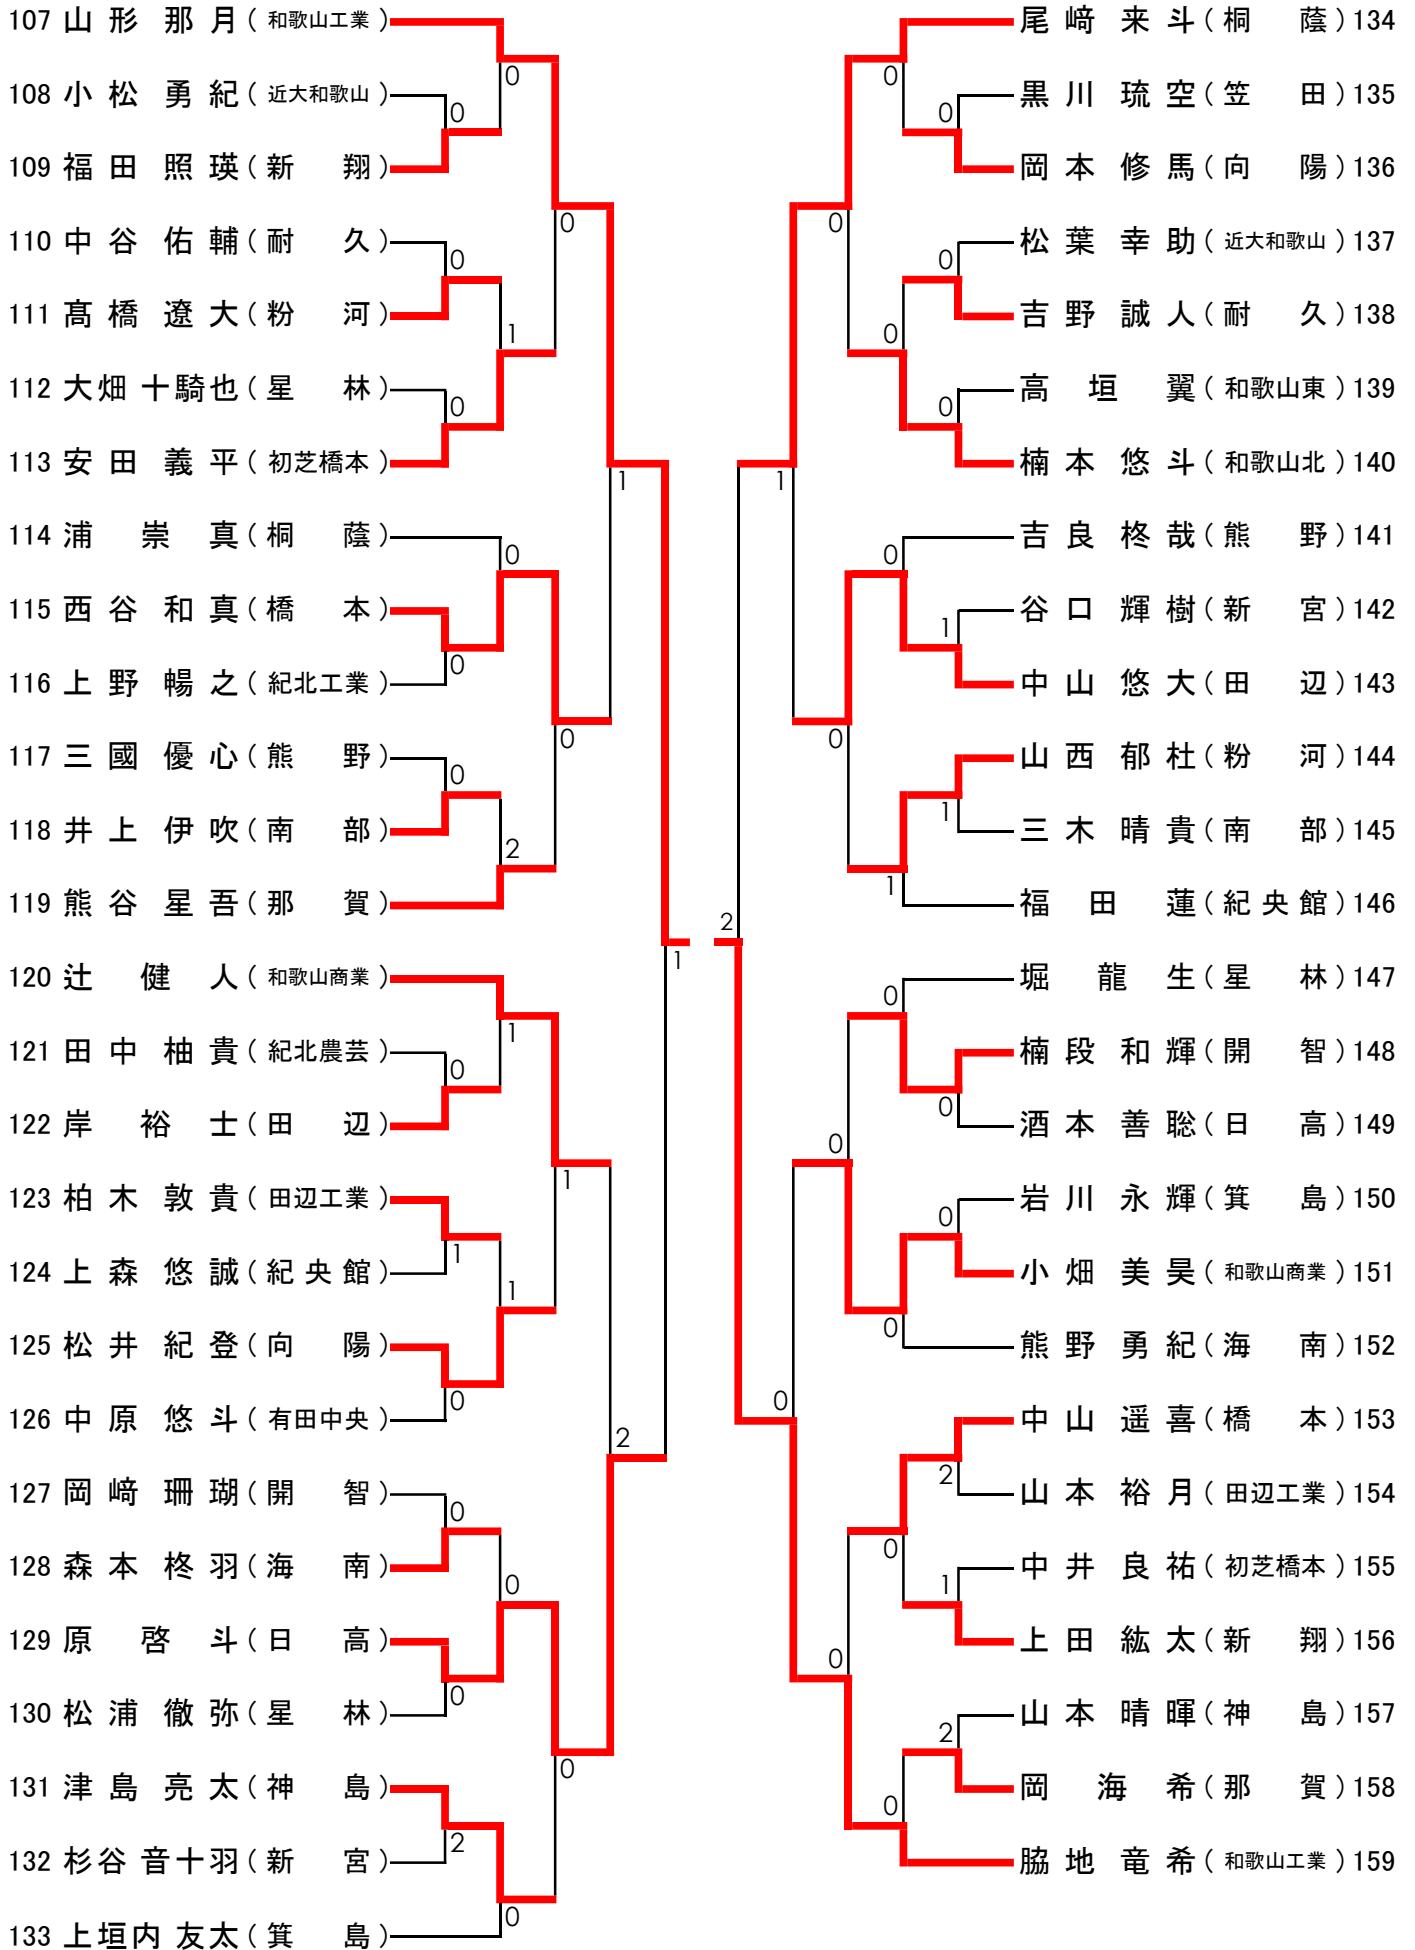 107 山形 那月 (和歌山工業)
108 小松 勇紀 (近大和歌山)
109 福田 照瑛 (新翔)
110 中谷 佑輔 (耐久)
111 髙橋 遼大 (粉河)
112 大畑 十騎也 (星林)
113 安田 義平 (初芝橋本)
114 浦 崇真 (桐蔭)
115 西谷 和真 (橋本)
116 上野 暢之 (紀北工業)
117 三國 優心 (熊野)
118 井上 伊吹 (南部)
119 熊谷 星吾 (那賀)
120 辻 健人 (和歌山商業)
121 田中 柚貴 (紀北農芸)
122 岸 裕士 (田辺)
123 柏木 敦貴 (田辺工業)
124 上森 悠誠 (紀央館)
125 松井 紀登 (向陽)
126 中原 悠斗 (有田中央)
127 岡﨑 珊瑚 (開智)
128 森本 柊羽 (海南)
129 原 啓斗 (日高)
130 松浦 徹弥 (星林)
131 津島 亮太 (神島)
132 杉谷 音十羽 (新宮)
133 上垣内 友太 (箕島)
0
0
0
0
1
0
1
0
0
0
0
2
1
1
0
1
1
1
0
2
0
0
0
0
2
0
1
2
尾﨑 来斗 (桐蔭) 134
黒川 琉空 (笠田) 135
岡本 修馬 (向陽) 136
松葉 幸助 (近大和歌山) 137
吉野 誠人 (耐久) 138
高垣 翼 (和歌山東) 139
楠本 悠斗 (和歌山北) 140
吉良 柊哉 (熊野) 141
谷口 輝樹 (新宮) 142
中山 悠大 (田辺) 143
山西 郁杜 (粉河) 144
三木 晴貴 (南部) 145
福田 蓮 (紀央館) 146
堀 龍生 (星林) 147
楠段 和輝 (開智) 148
酒本 善聡 (日高) 149
岩川 永輝 (箕島) 150
小畑 美昊 (和歌山商業) 151
熊野 勇紀 (海南) 152
中山 遥喜 (橋本) 153
山本 裕月 (田辺工業) 154
中井 良祐 (初芝橋本) 155
上田 紘太 (新翔) 156
山本 晴暉 (神島) 157
岡 海希 (那賀) 158
脇地 竜希 (和歌山工業) 159
0
0
0
0
0
0
1
0
1
0
1
1
0
0
0
0
0
0
2
0
1
0
2
0